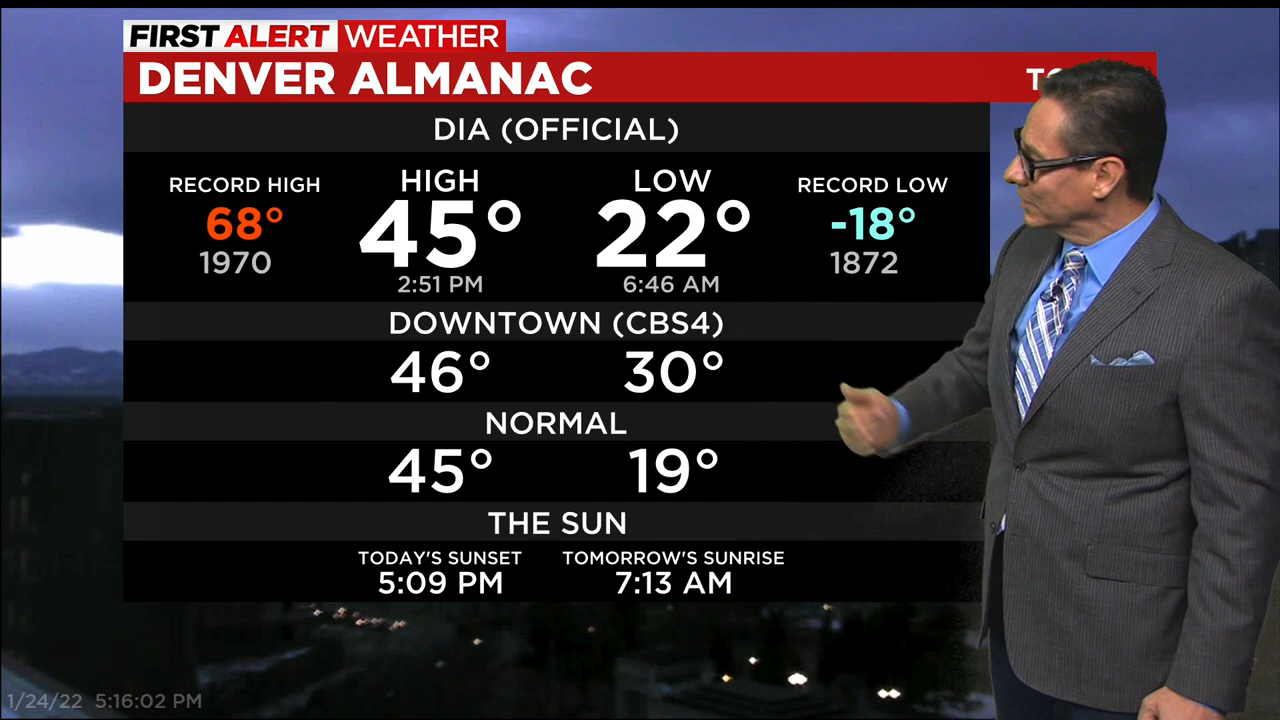 FIRST ALERT WEATHER
DENVER ALMANAC
DIA (OFFICIAL)
RECORD HIGH
68°
1970
HIGH
45°
2:51 PM
LOW
22°
6:46 AM
RECORD LOW
-18°
1872
DOWNTOWN (CBS4)
46° 30°
NORMAL
45° 19°
THE SUN
TODAY'S SUNSET TOMORROW'S SUNRISE
5:09 PM 7:13 AM
1/24/22 5:16:02 PM